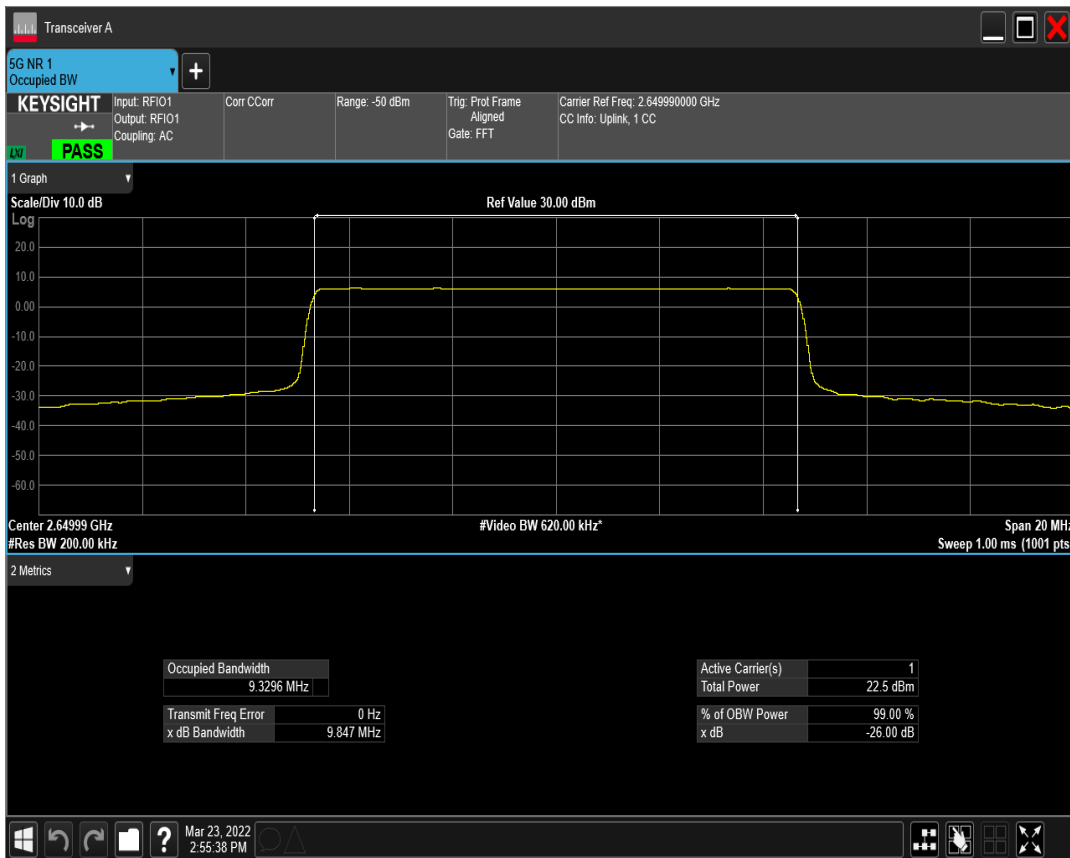 Transceiver A
5G NR 1
Occupied BW
KEYSIGHT
LXI
PASS
Input: RFIO1
Output: RFIO1
Coupling: AC
Corr CCorr
Range: -50 dBm
Trig: Prot Frame
Aligned
Gate: FFT
Carrier Ref Freq: 2.649990000 GHz
CC Info: Uplink, 1 CC
1 Graph
Scale/Div 10.0 dB
Ref Value 30.00 dBm
Log
20.0
10.0
0.00
-10.0
-20.0
-30.0
-40.0
-50.0
-60.0
Center 2.64999 GHz
#Video BW 620.00 kHz*
Span 20 MHz
#Res BW 200.00 kHz
Sweep 1.00 ms (1001 pts
2 Metrics
Occupied Bandwidth
9.3296 MHz
Transmit Freq Error 0 Hz
x dB Bandwidth 9.847 MHz
Active Carrier(s) 1
Total Power 22.5 dBm
% of OBW Power 99.00 %
x dB -26.00 dB
?
Mar 23, 2022
2:55:38 PM